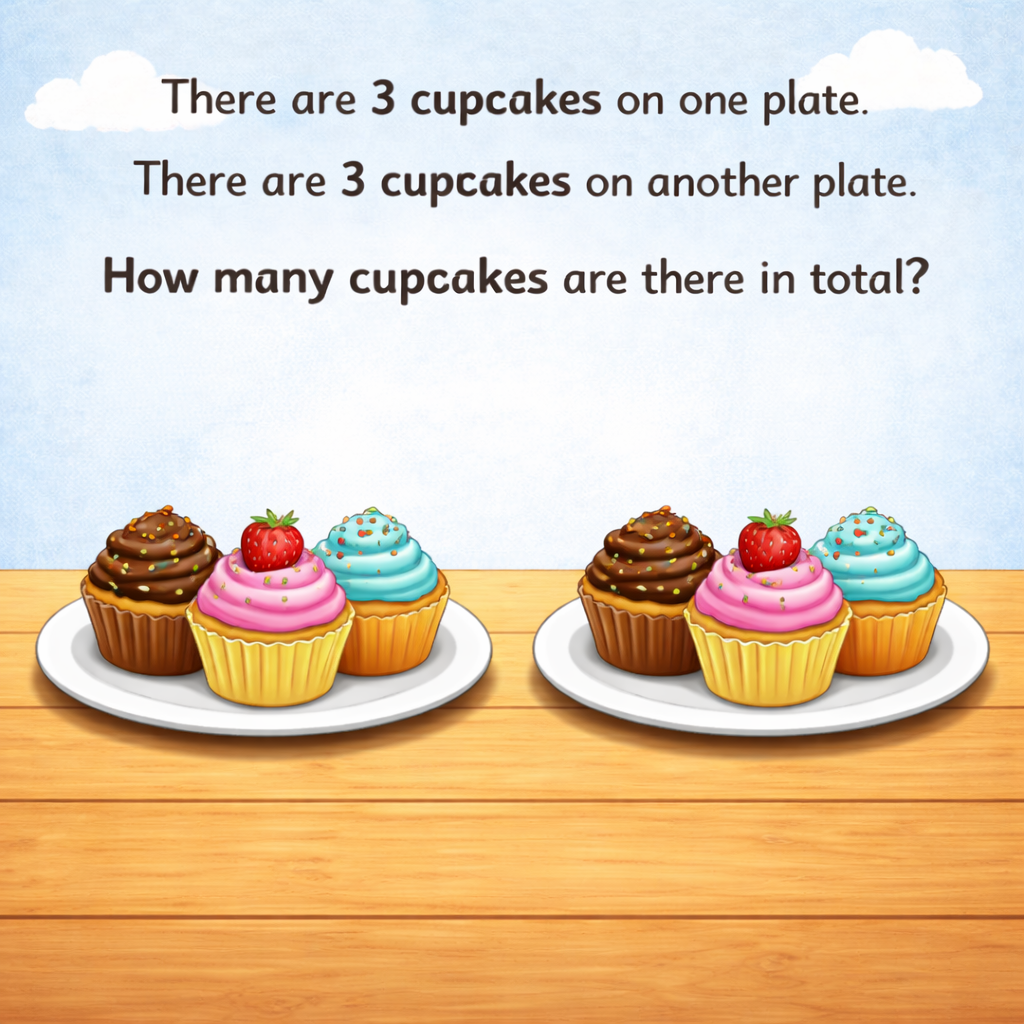 There are 3 cupcakes on one plate.
There are 3 cupcakes on another plate.
How many cupcakes are there in total?